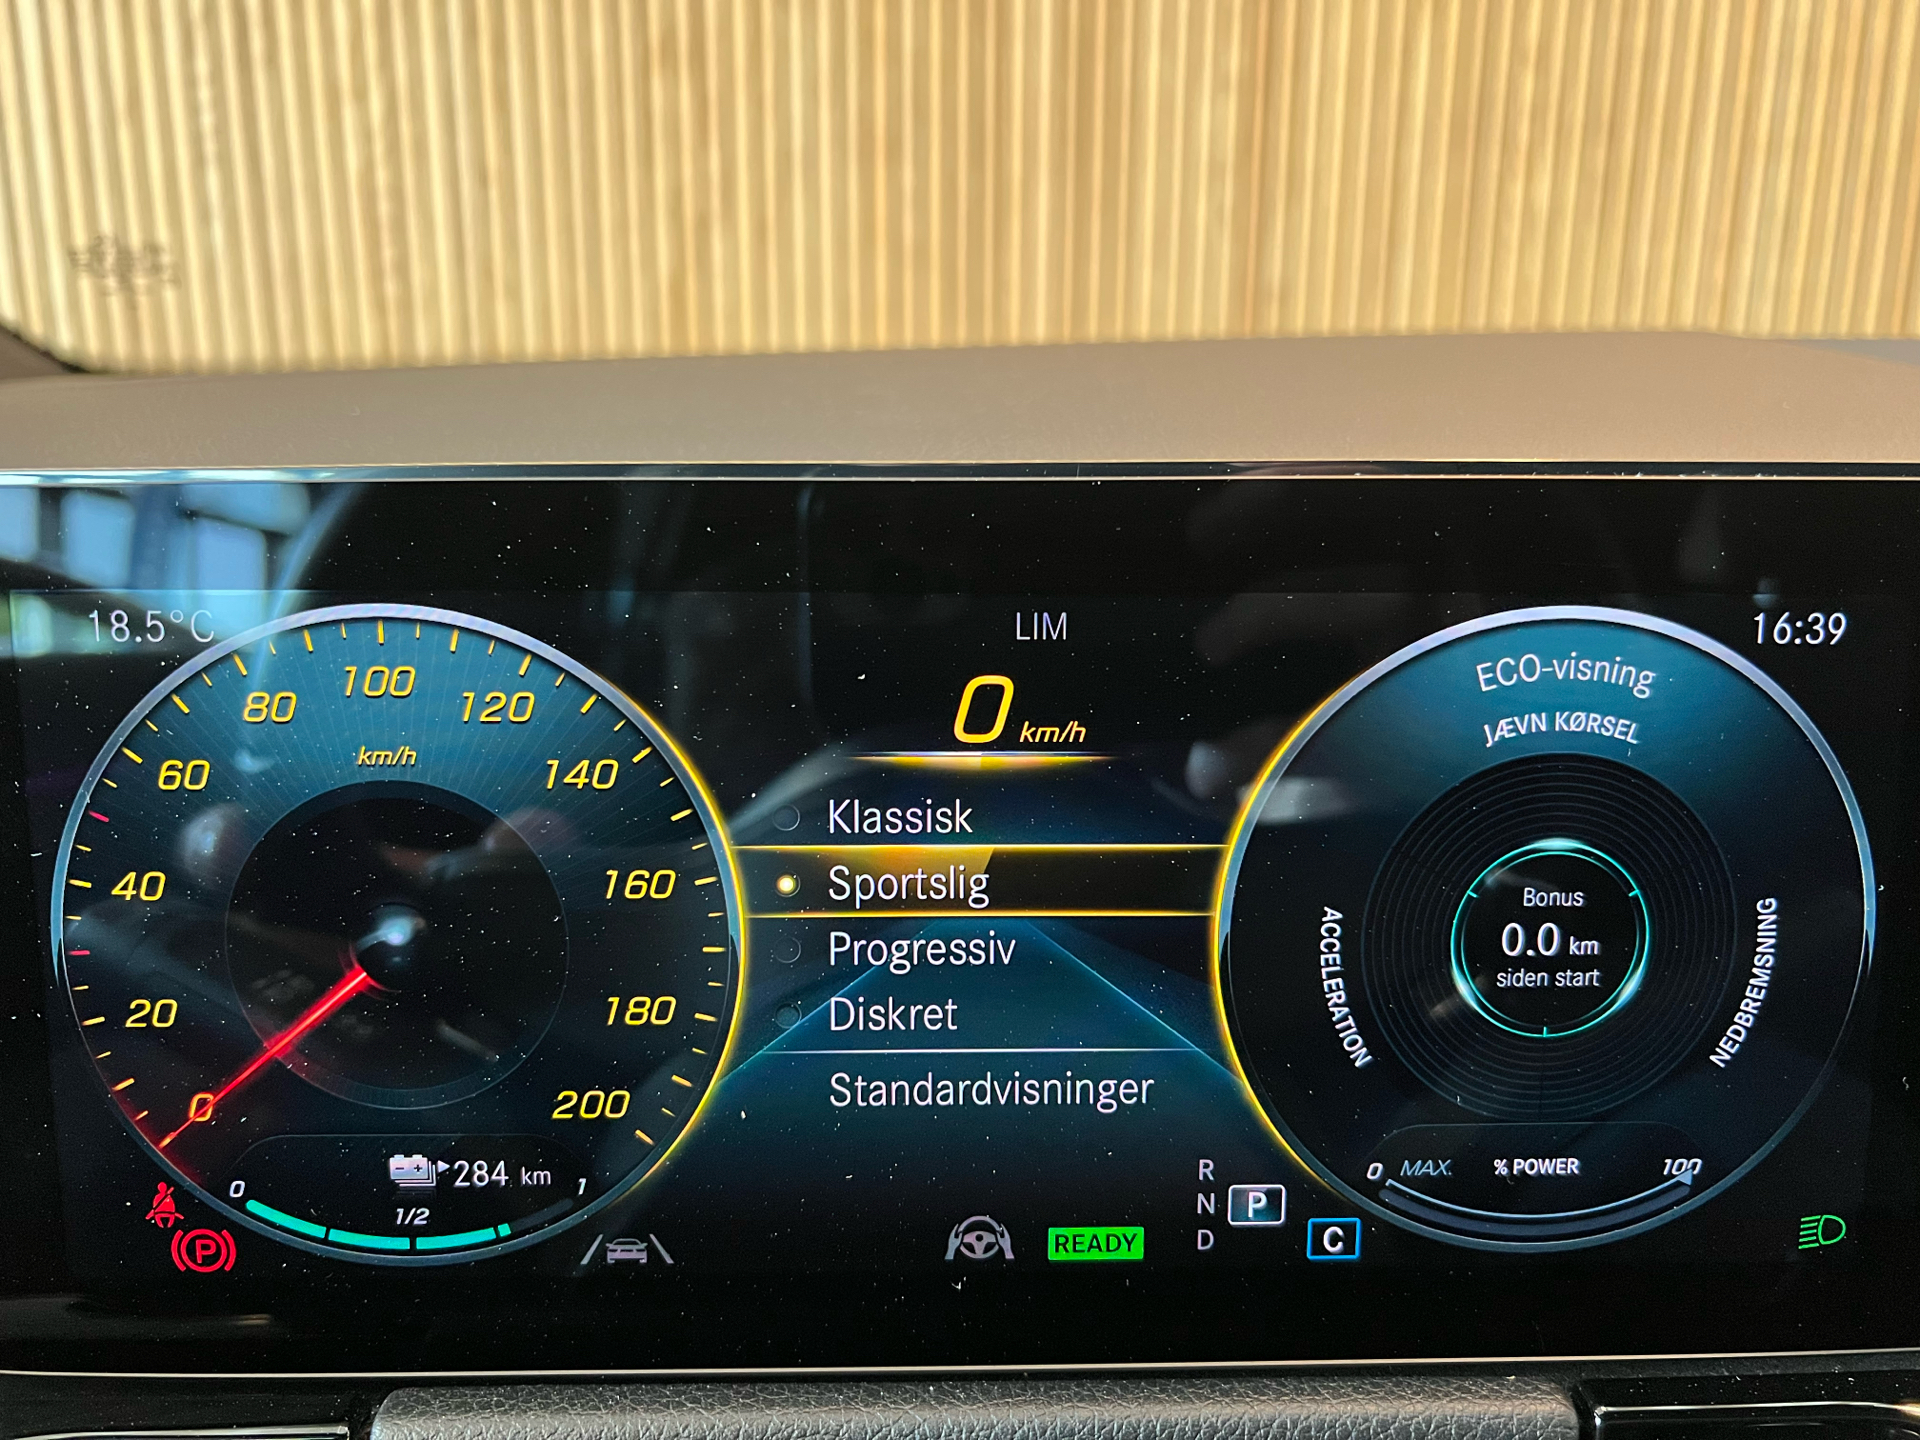 18.5°C
LIM
16:39
0 km/h
0
20
40
60
80
100
120
140
160
180
200
km/h
Klassisk
Sportslig
Progressiv
Diskret
Standardvisninger
ECO-visning
JÆVN KØRSEL
ACCELERATION
NEDBREMSNING
Bonus
0.0 km
siden start
284 km
0 1/2 1
0 MAX. % POWER 100
R
N P
D
C
READY
P